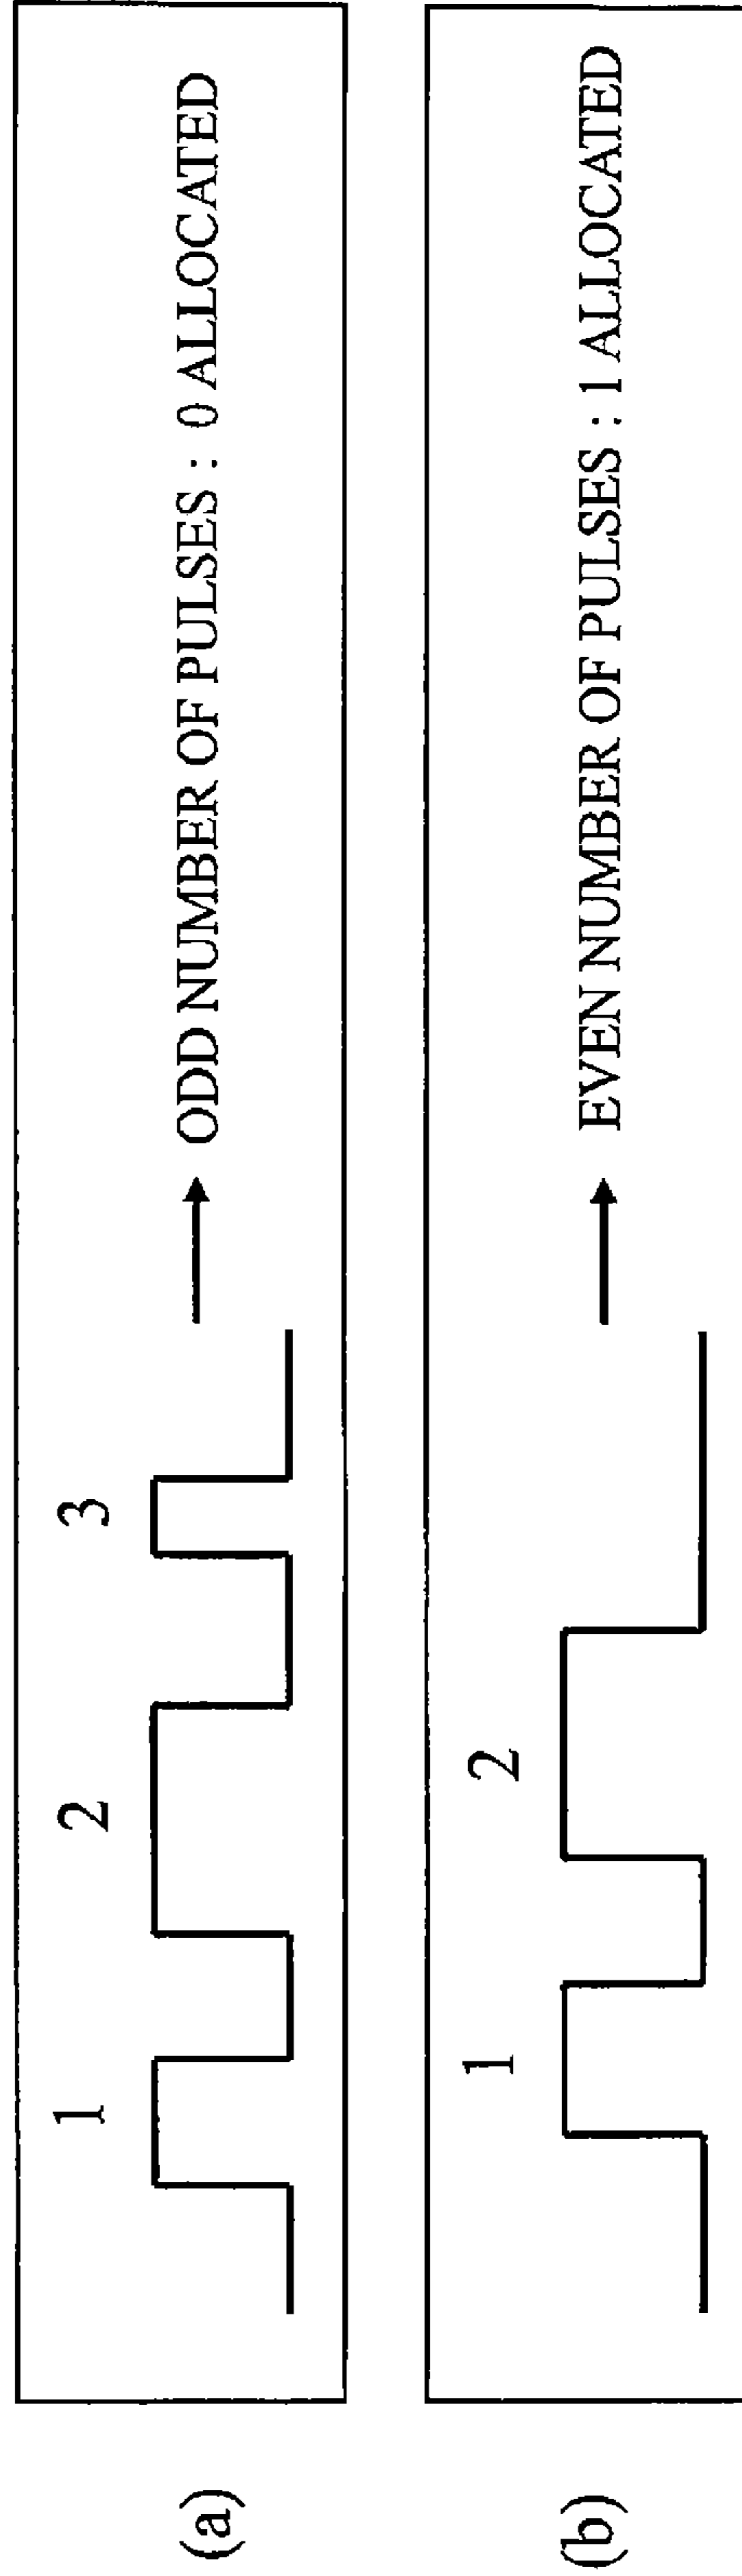 (a)
1 2 3
ODD NUMBER OF PULSES : 0 ALLOCATED
(b)
1 2
EVEN NUMBER OF PULSES : 1 ALLOCATED